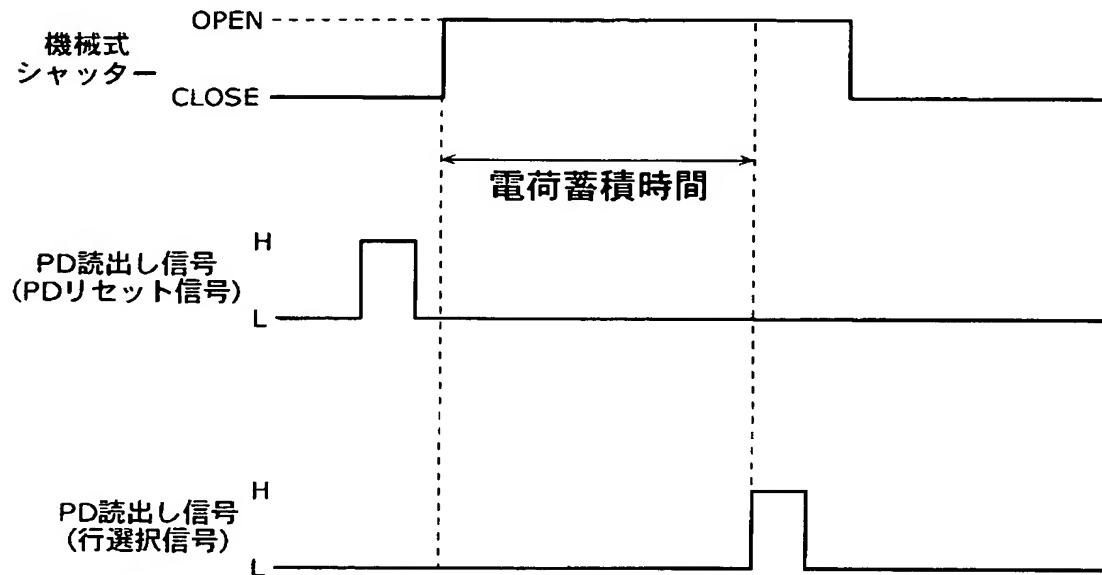 OPEN
機械式
シャッター
CLOSE
電荷蓄積時間
H
PD読出し信号
(PDリセット信号)
L
H
PD読出し信号
(行選択信号)
L